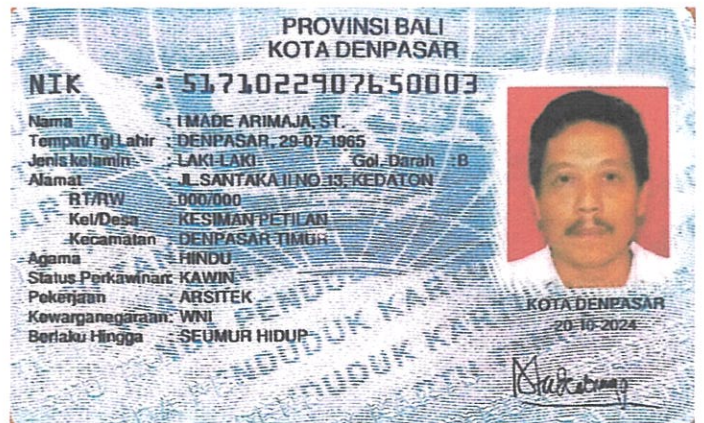 PROVINSI BALI
KOTA DENPASAR
NIK : 5171022907650003
Nama : I MADE ARIMAJA, ST.
Tempat/Tgl Lahir : DENPASAR, 29-07-1965
Jenis kelamin : LAKI-LAKI Gol. Darah : B
Alamat : JL.SANTAKA II NO.13, KEDATON
RT/RW : 000/000
Kel/Desa : KESIMAN PETILAN
Kecamatan : DENPASAR TIMUR
Agama : HINDU
Status Perkawinan: KAWIN
Pekerjaan : ARSITEK
Kewarganegaraan: WNI
Berlaku Hingga : SEUMUR HIDUP
KOTA DENPASAR
20-10-2024